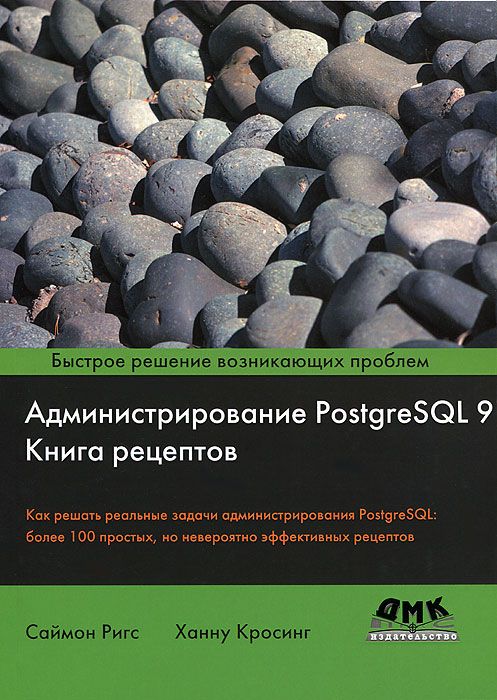 Быстрое решение возникающих проблем
Администрирование PostgreSQL 9
Книга рецептов
Как решать реальные задачи администрирования PostgreSQL:
более 100 простых, но невероятно эффективных рецептов
Саймон Ригс Ханну Кросинг
ДМК
издательство